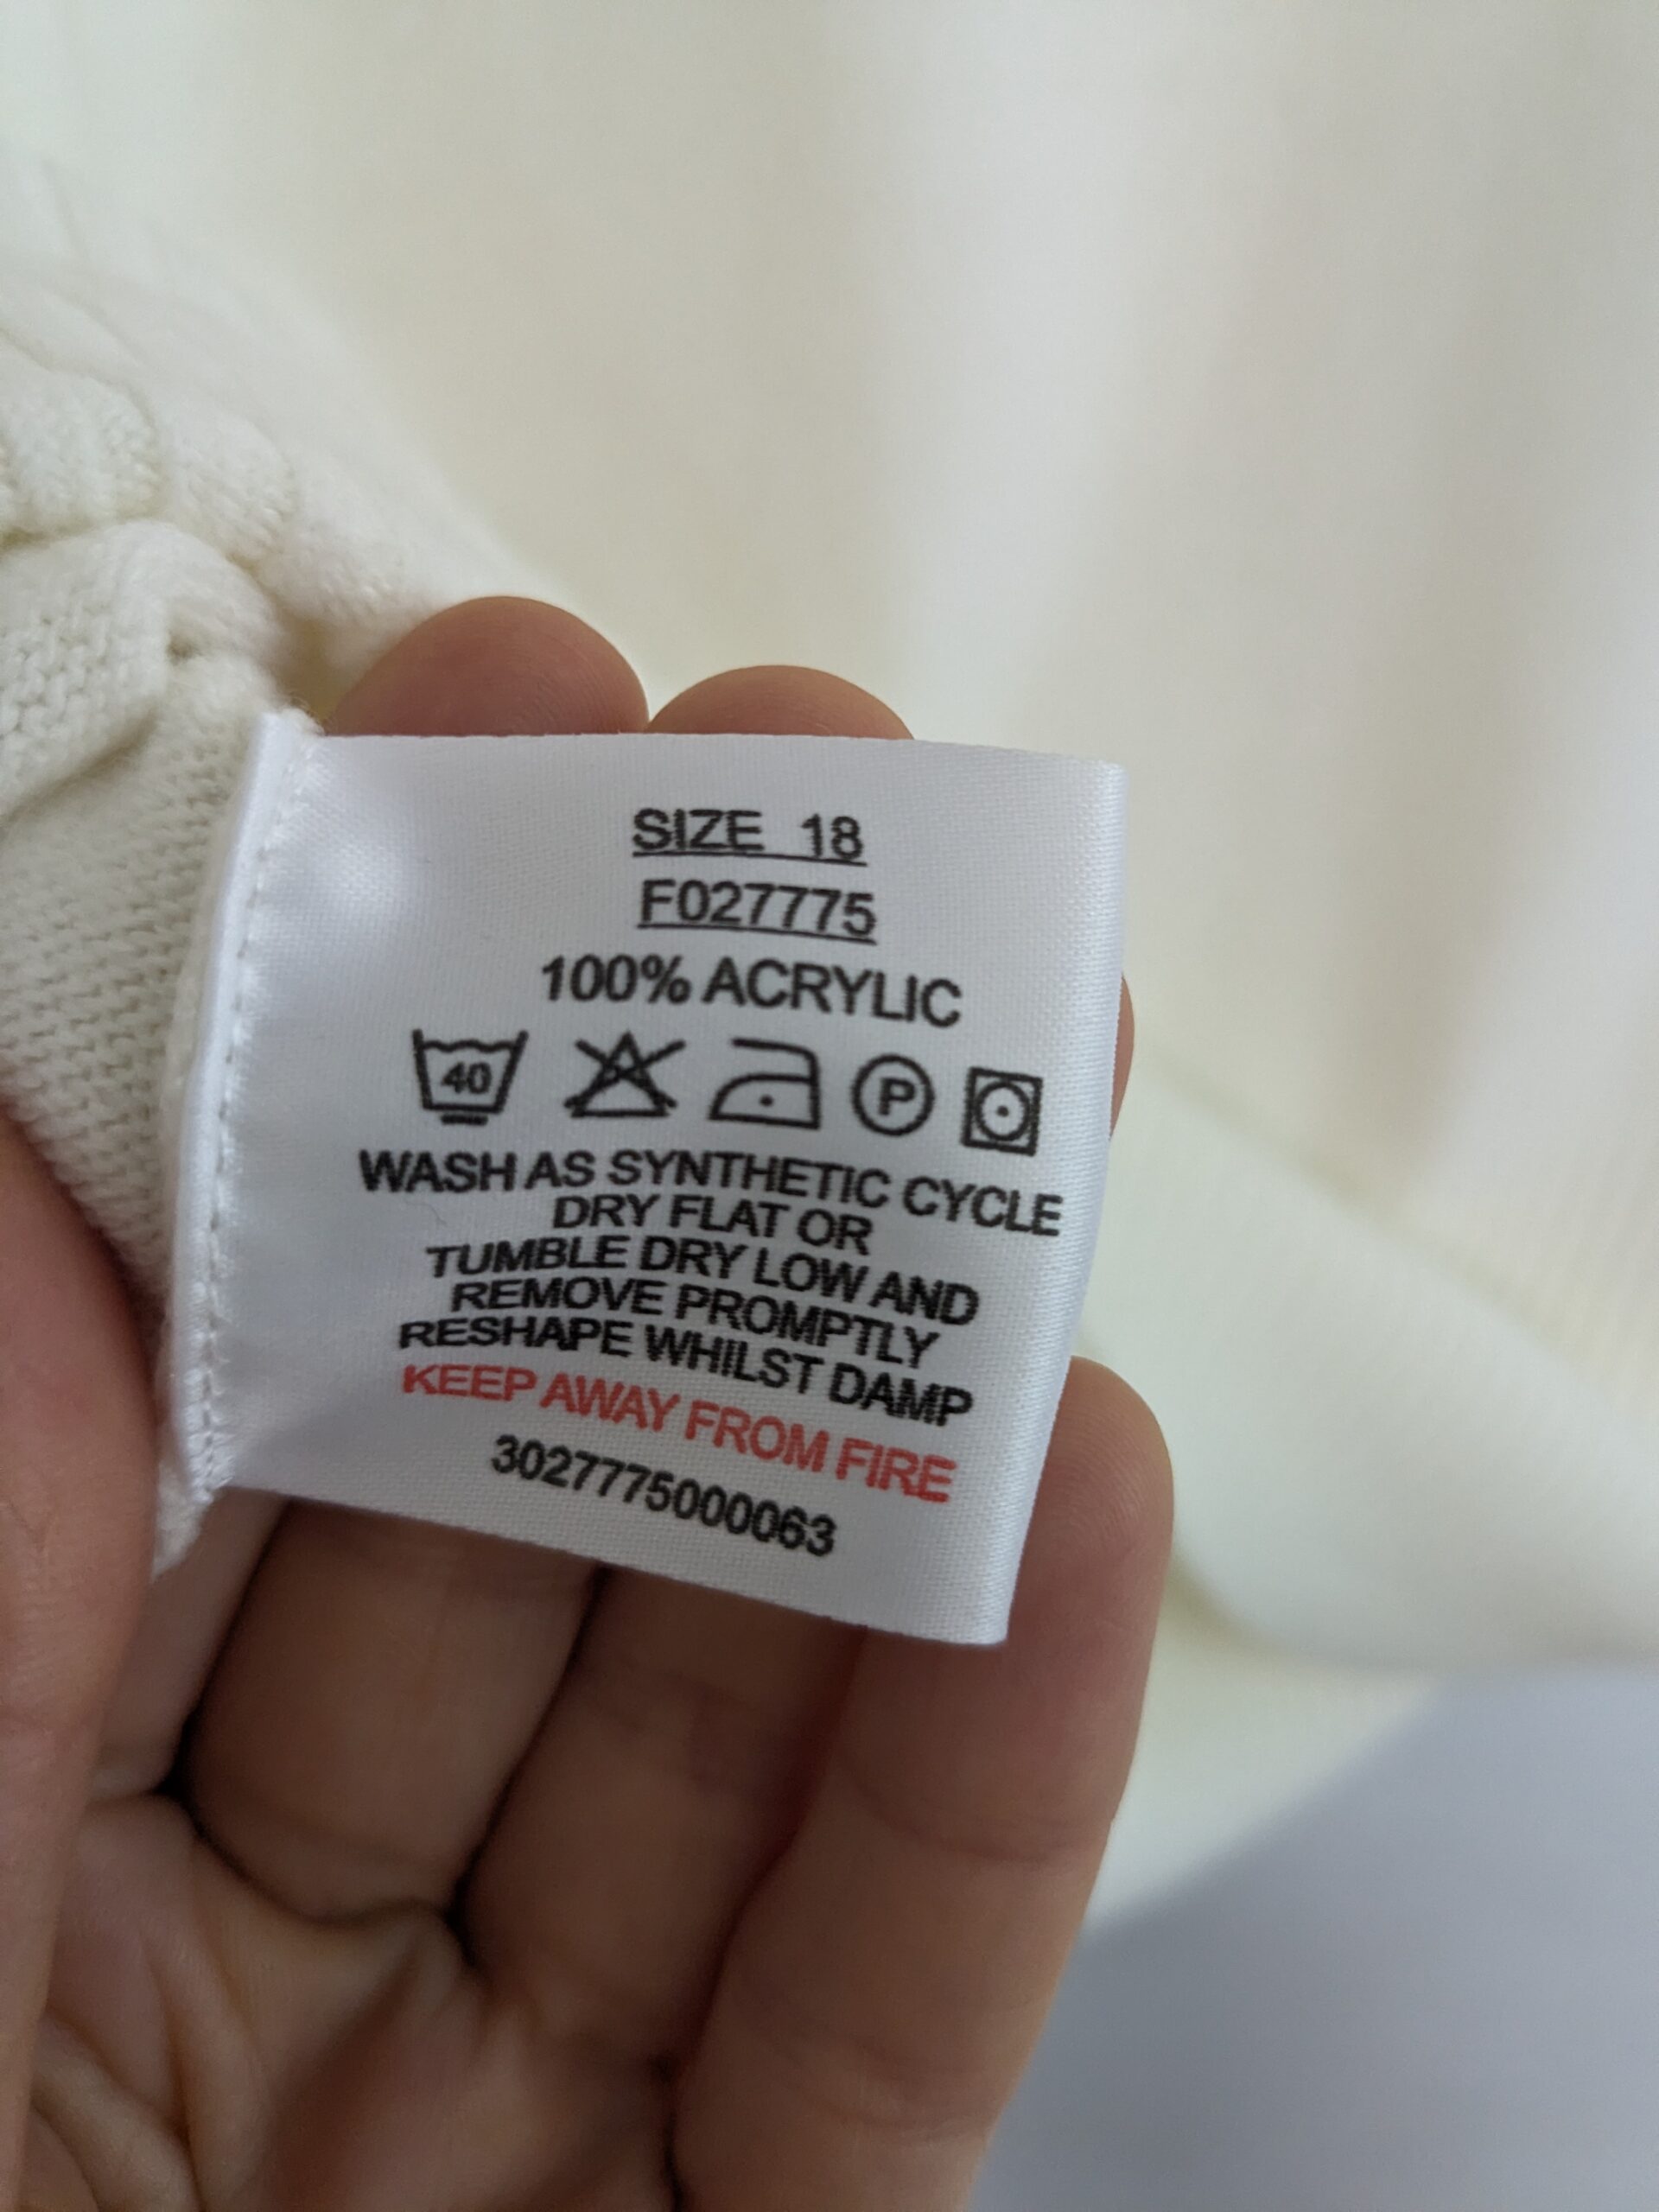 SIZE 18
F027775
100% ACRYLIC
40 P
WASH AS SYNTHETIC CYCLE
DRY FLAT OR
TUMBLE DRY LOW AND
REMOVE PROMPTLY
RESHAPE WHILST DAMP
KEEP AWAY FROM FIRE
3027775000063